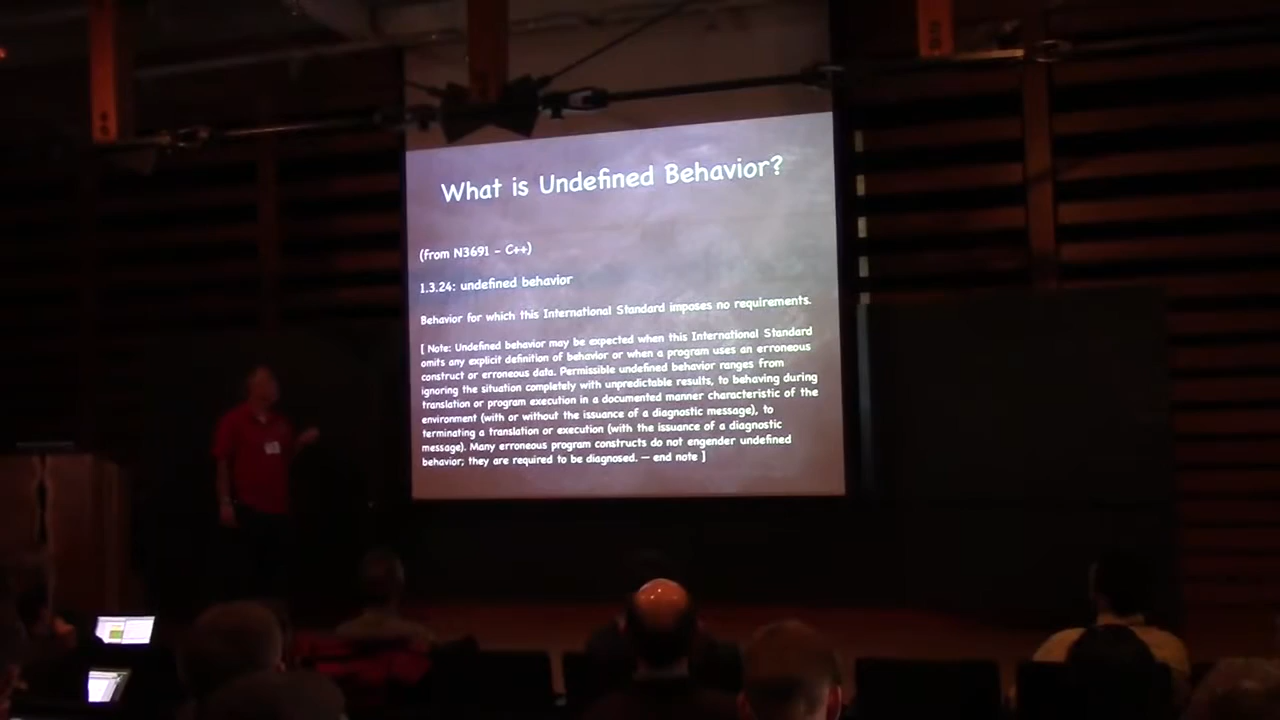 What is Undefined Behavior?
(from N3691 - C++)
1.3.24: undefined behavior
Behavior for which this International Standard imposes no requirements.
[ Note: Undefined behavior may be expected when this International Standard
omits any explicit definition of behavior or when a program uses an erroneous
construct or erroneous data. Permissible undefined behavior ranges from
ignoring the situation completely with unpredictable results, to behaving during
translation or program execution in a documented manner characteristic of the
environment (with or without the issuance of a diagnostic message), to
terminating a translation or execution (with the issuance of a diagnostic
message). Many erroneous program constructs do not engender undefined
behavior; they are required to be diagnosed. — end note ]